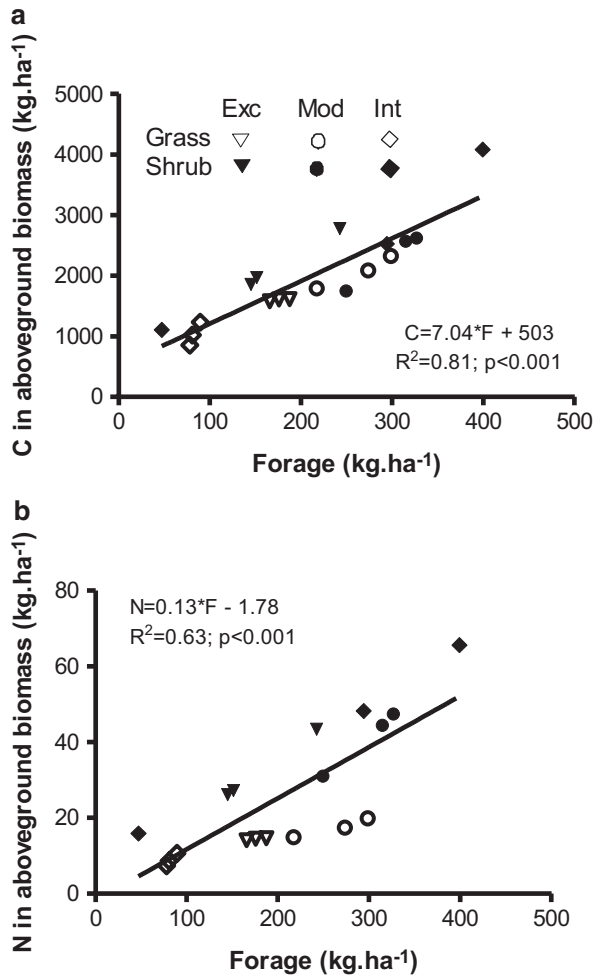 a
C in aboveground biomass (kg.ha-1)
5000
4000
3000
2000
1000
0
Exc Mod Int
Grass
Shrub
C=7.04*F + 503
R2=0.81; p<0.001
0 100 200 300 400 500
Forage (kg.ha-1)
b
N in aboveground biomass (kg.ha-1)
80
60
40
20
0
N=0.13*F - 1.78
R2=0.63; p<0.001
0 100 200 300 400 500
Forage (kg.ha-1)